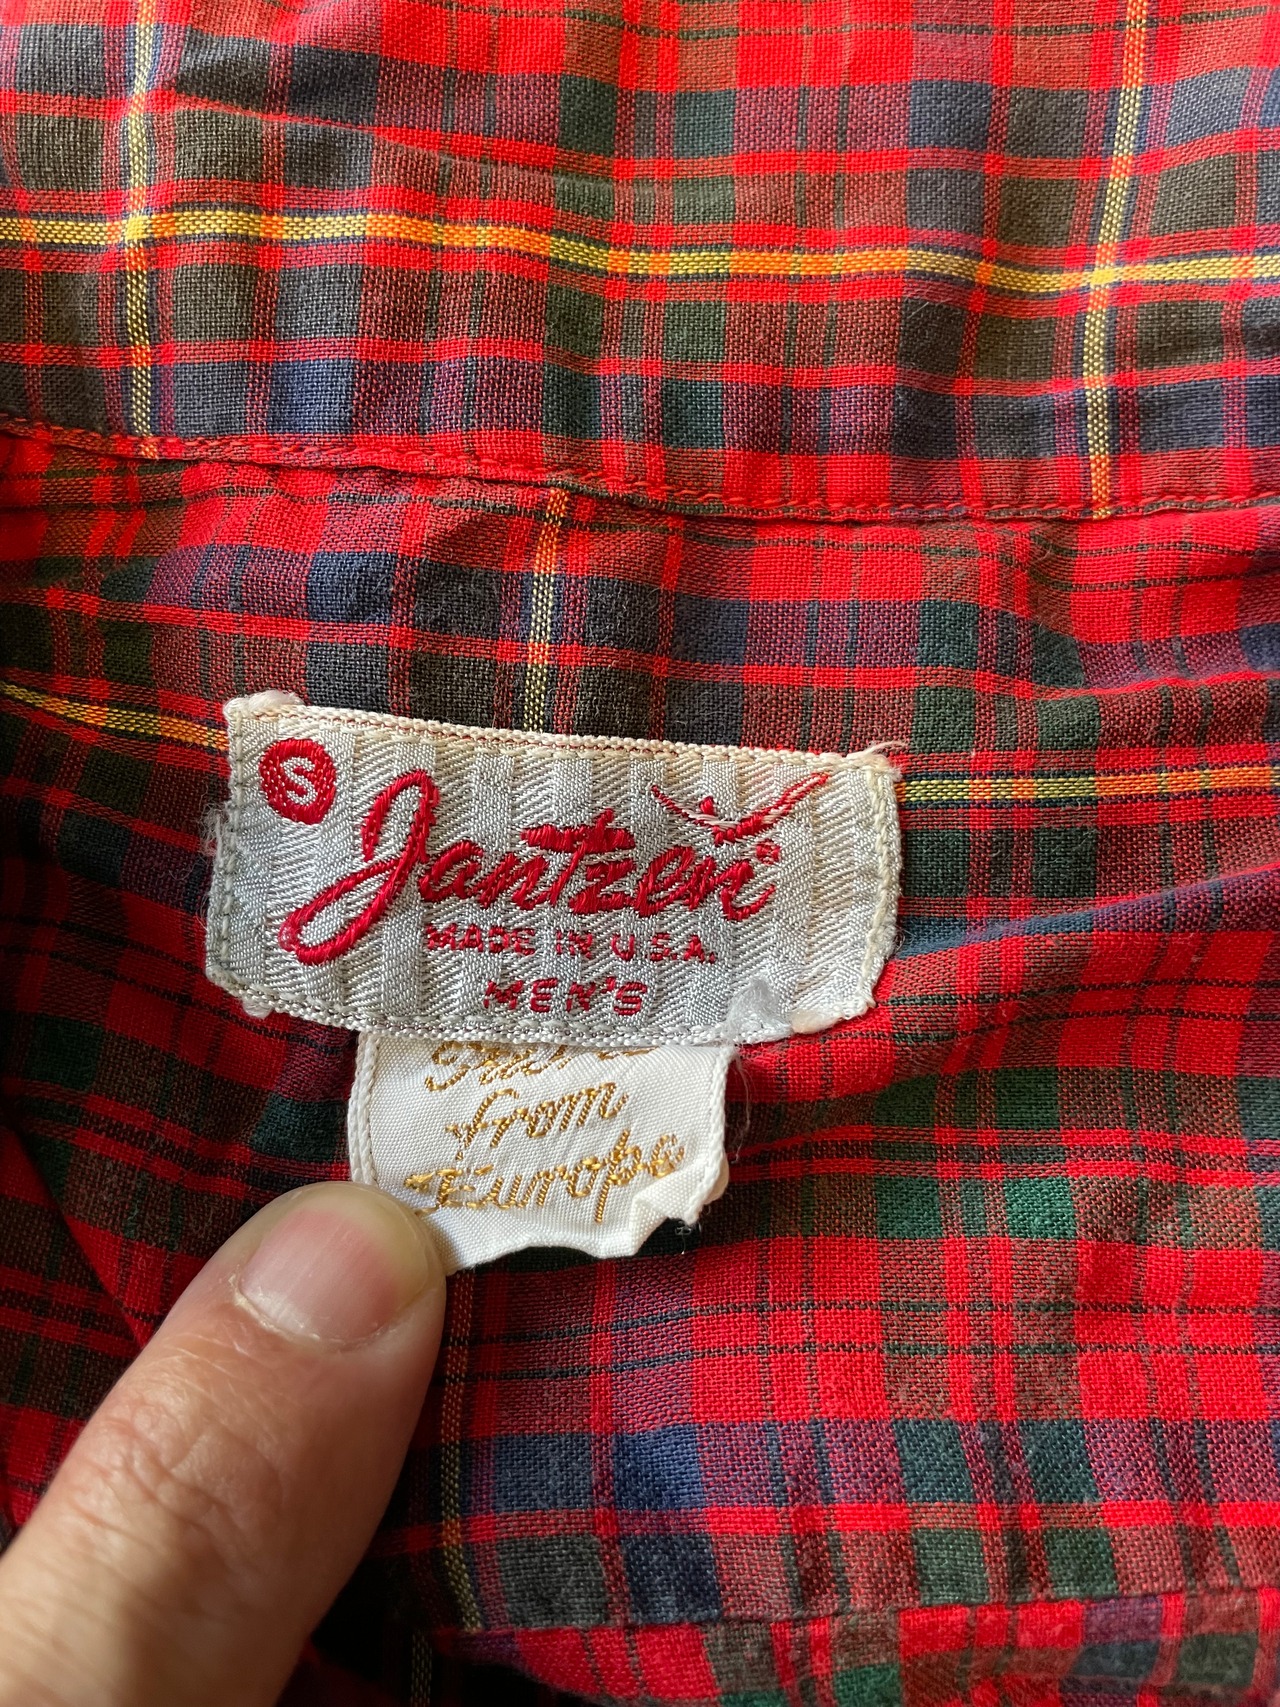 S
Jantzen®
MADE IN U.S.A.
MEN'S
from
Europe